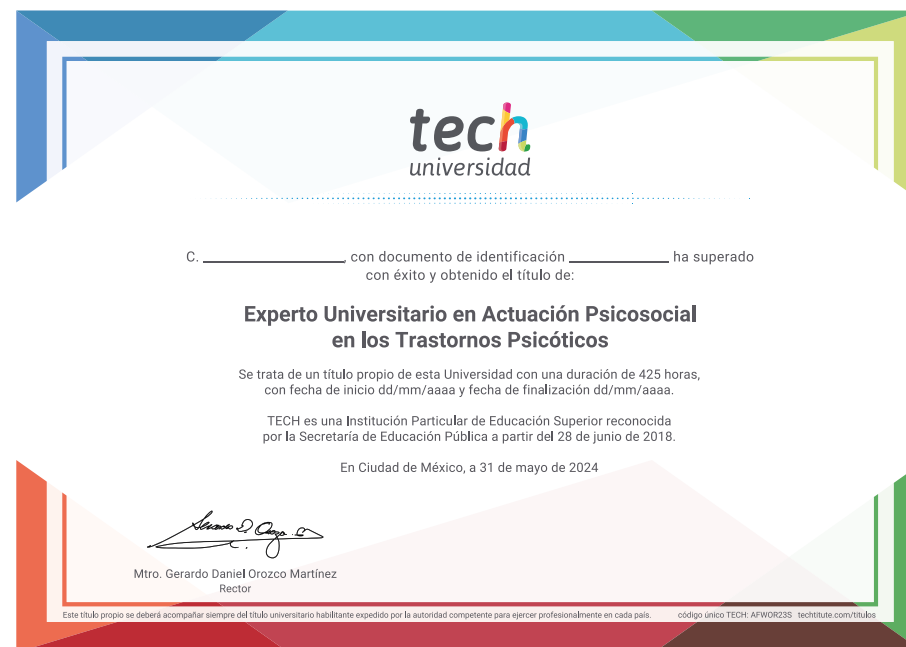 tech
universidad
C. ____________, con documento de identificación ____________ ha superado
con éxito y obtenido el título de:
Experto Universitario en Actuación Psicosocial
en los Trastornos Psicóticos
Se trata de un título propio de esta Universidad con una duración de 425 horas,
con fecha de inicio dd/mm/aaaa y fecha de finalización dd/mm/aaaa.
TECH es una Institución Particular de Educación Superior reconocida
por la Secretaría de Educación Pública a partir del 28 de junio de 2018.
En Ciudad de México, a 31 de mayo de 2024
Mtro. Gerardo Daniel Orozco Martínez
Rector
Este título propio se deberá acompañar siempre del título universitario habilitante expedido por la autoridad competente para ejercer profesionalmente en cada país. código único TECH: AFWOR23S techtitute.com/titulos